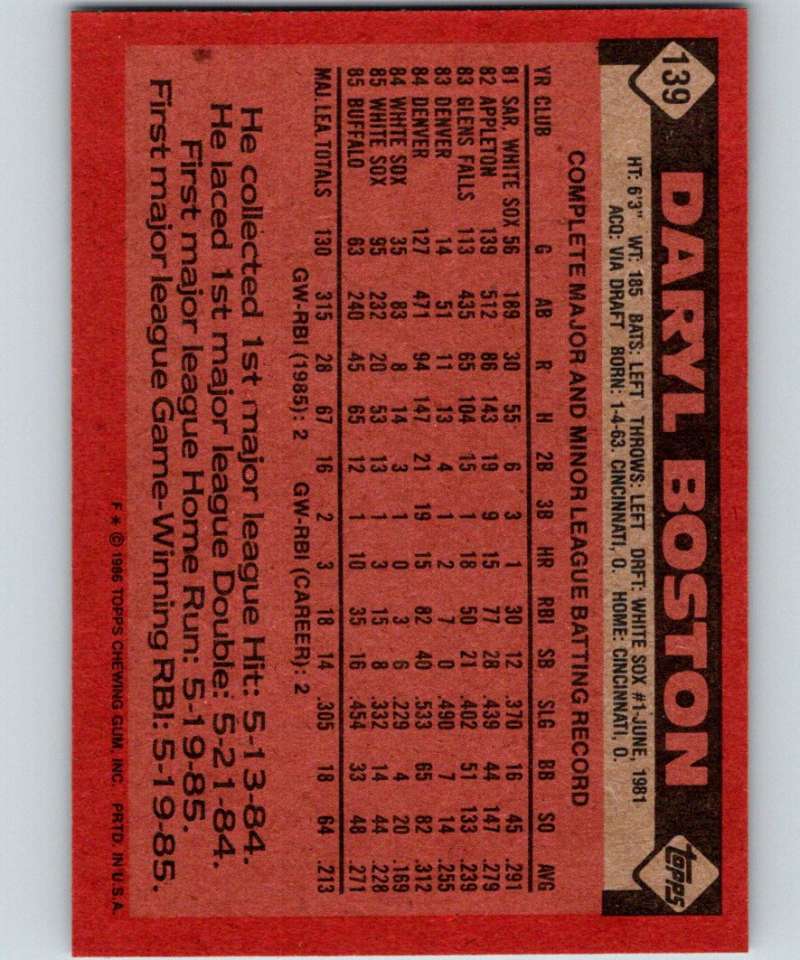 139
DARYL BOSTON
topps
HT: 6'3" WT: 185 BATS: LEFT THROWS: LEFT DRFT: WHITE SOX #1-JUNE, 1981
ACQ: VIA DRAFT BORN: 1-4-63, CINCINNATI, O. HOME: CINCINNATI, O.
COMPLETE MAJOR AND MINOR LEAGUE BATTING RECORD
YR CLUB G AB R H 2B 3B HR RBI SB SLG BB SO AVG
81 SAR. WHITE SOX 56 189 30 55 6 3 1 30 12 .370 16 45 .291
82 APPLETON 139 512 86 143 19 9 15 77 28 .439 44 147 .279
83 GLENS FALLS 113 435 65 104 15 1 18 50 21 .402 51 133 .239
83 DENVER 14 51 11 13 4 1 2 7 0 .490 7 14 .255
84 DENVER 127 471 94 147 21 19 15 82 40 .533 65 82 .312
84 WHITE SOX 35 83 8 14 3 1 0 3 6 .229 4 20 .169
85 WHITE SOX 95 232 20 53 13 1 3 15 8 .332 14 44 .228
85 BUFFALO 63 240 45 65 12 1 10 35 16 .454 33 48 .271
MAJ. LEA TOTALS 130 315 28 67 16 2 3 18 14 .305 18 64 .213
GW-RBI (1985): 2 GW-RBI (CAREER): 2
He collected 1st major league Hit: 5-13-84.
He laced 1st major league Double: 5-21-84.
First major league Home Run: 5-19-85.
First major league Game-Winning RBI: 5-19-85.
F * © 1986 TOPPS CHEWING GUM, INC. PRTD. IN U.S.A.